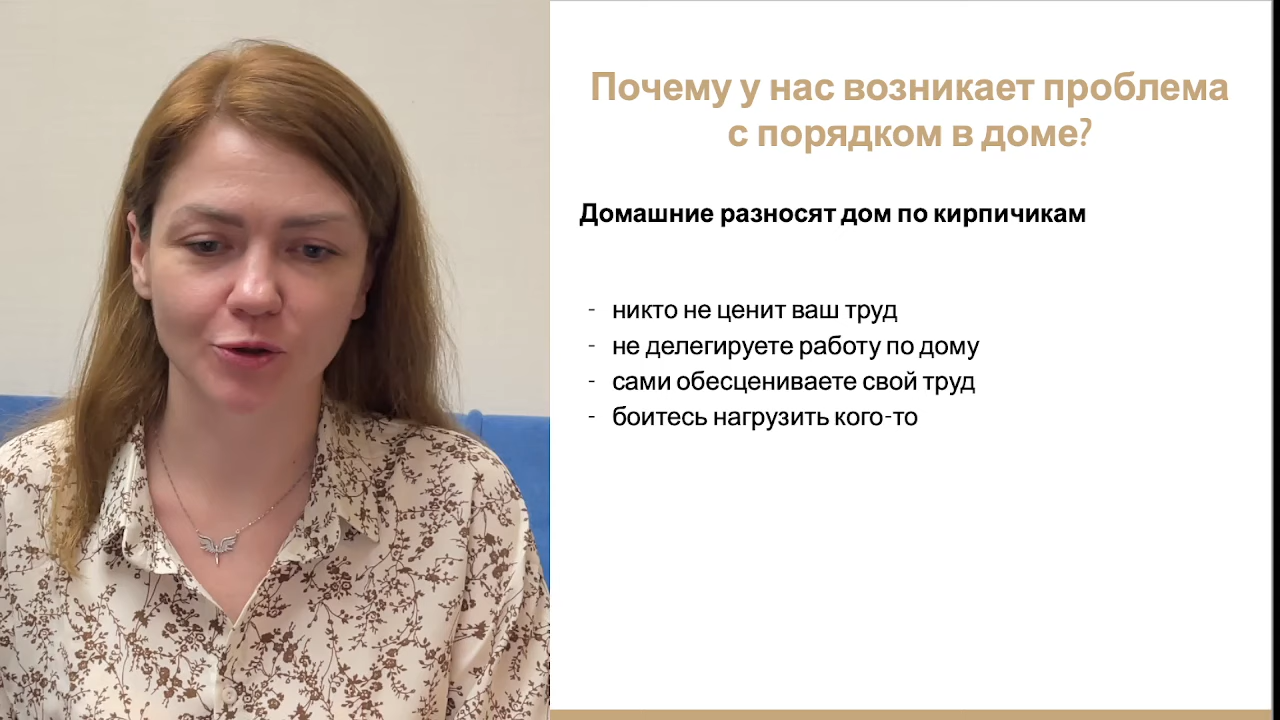 Почему у нас возникает проблема
с порядком в доме?
Домашние разносят дом по кирпичикам
- никто не ценит ваш труд
- не делегируете работу по дому
- сами обесцениваете свой труд
- боитесь нагрузить кого-то